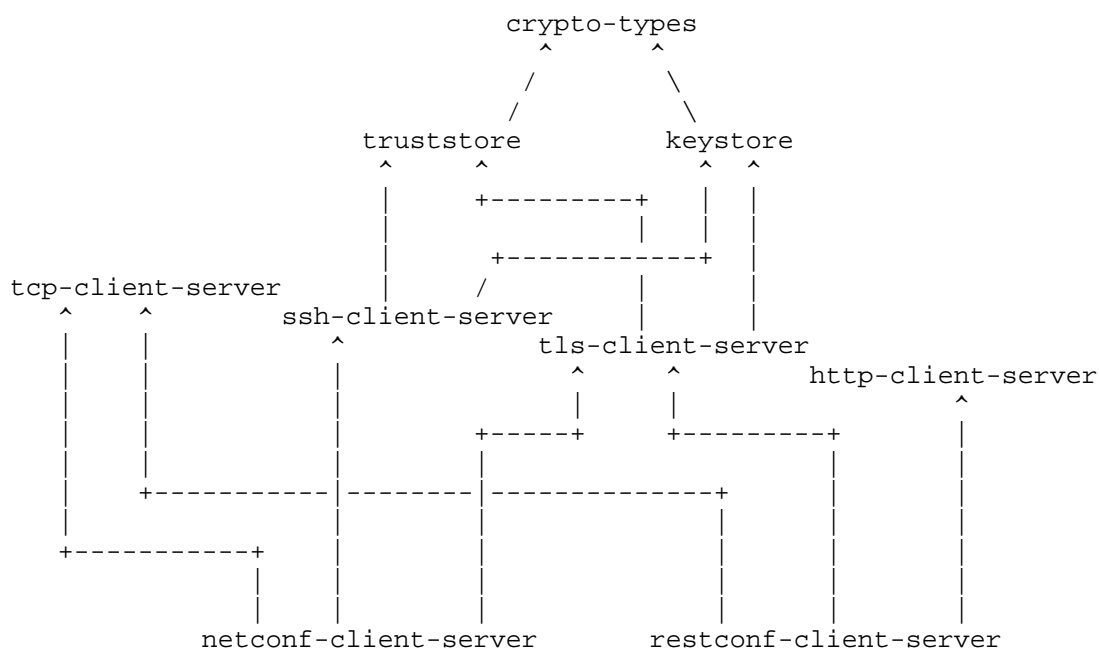 crypto-types
truststore keystore
tcp-client-server
ssh-client-server
tls-client-server
http-client-server
netconf-client-server restconf-client-server